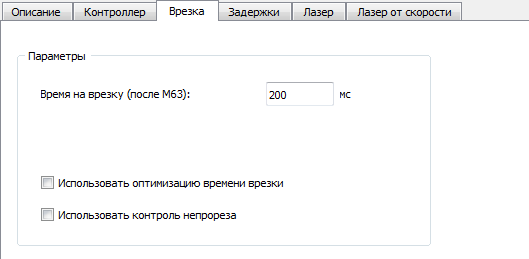 Описание Контроллер Врезка Задержки Лазер Лазер от скорости
Параметры
Время на врезку (после M63): 200 мс
Использовать оптимизацию времени врезки
Использовать контроль непрореза